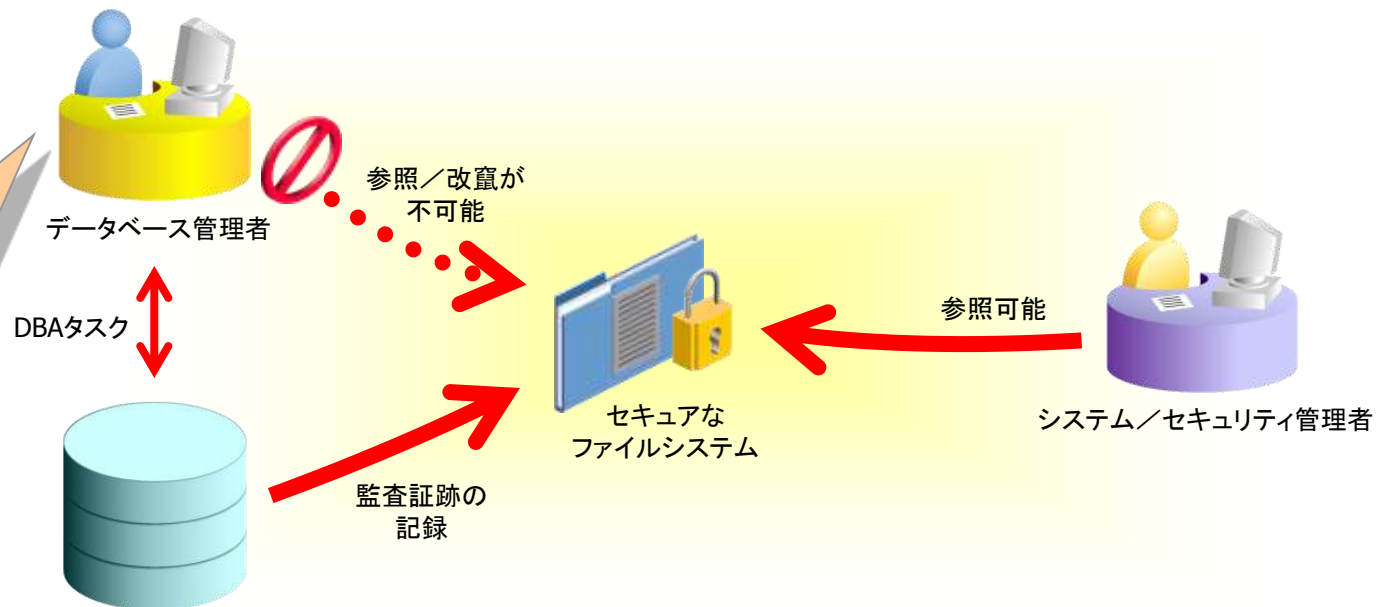 参照／改竄が
不可能
データベース管理者
参照可能
DBAタスク
セキュアな
ファイルシステム
システム／セキュリティ管理者
監査証跡の
記録